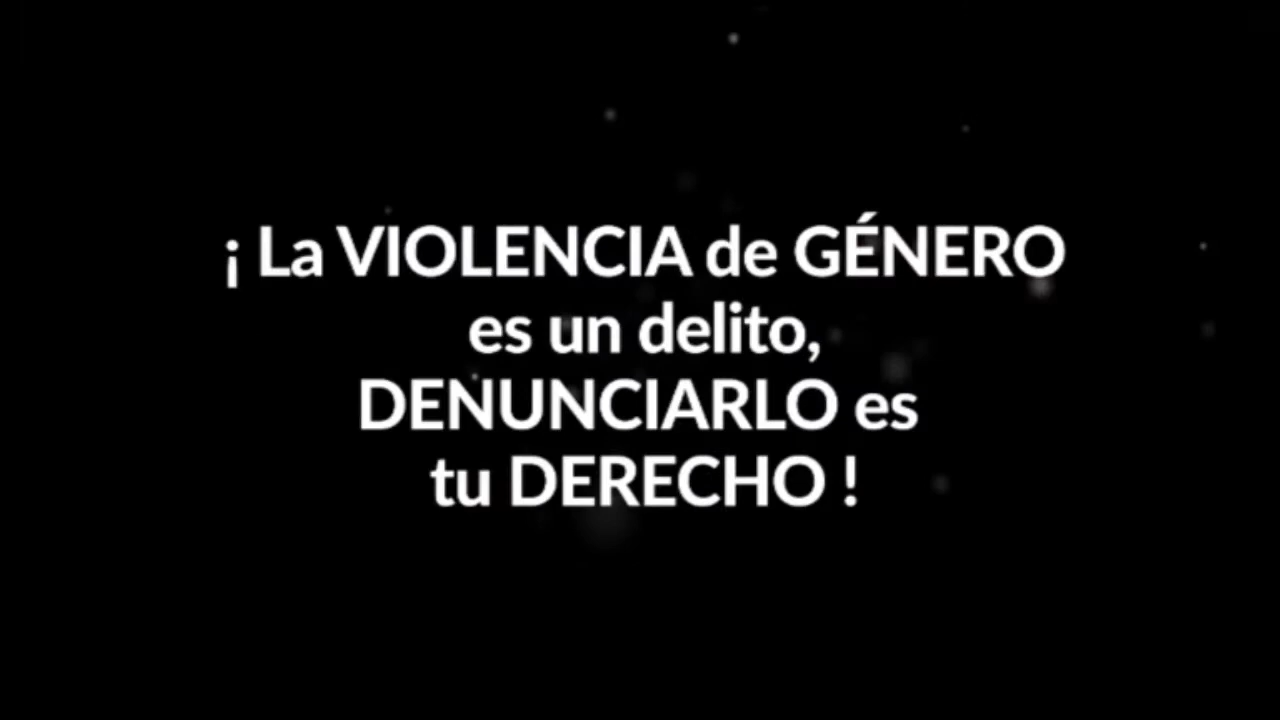 ¡ La VIOLENCIA de GÉNERO
es un delito,
DENUNCIARLO es
tu DERECHO !